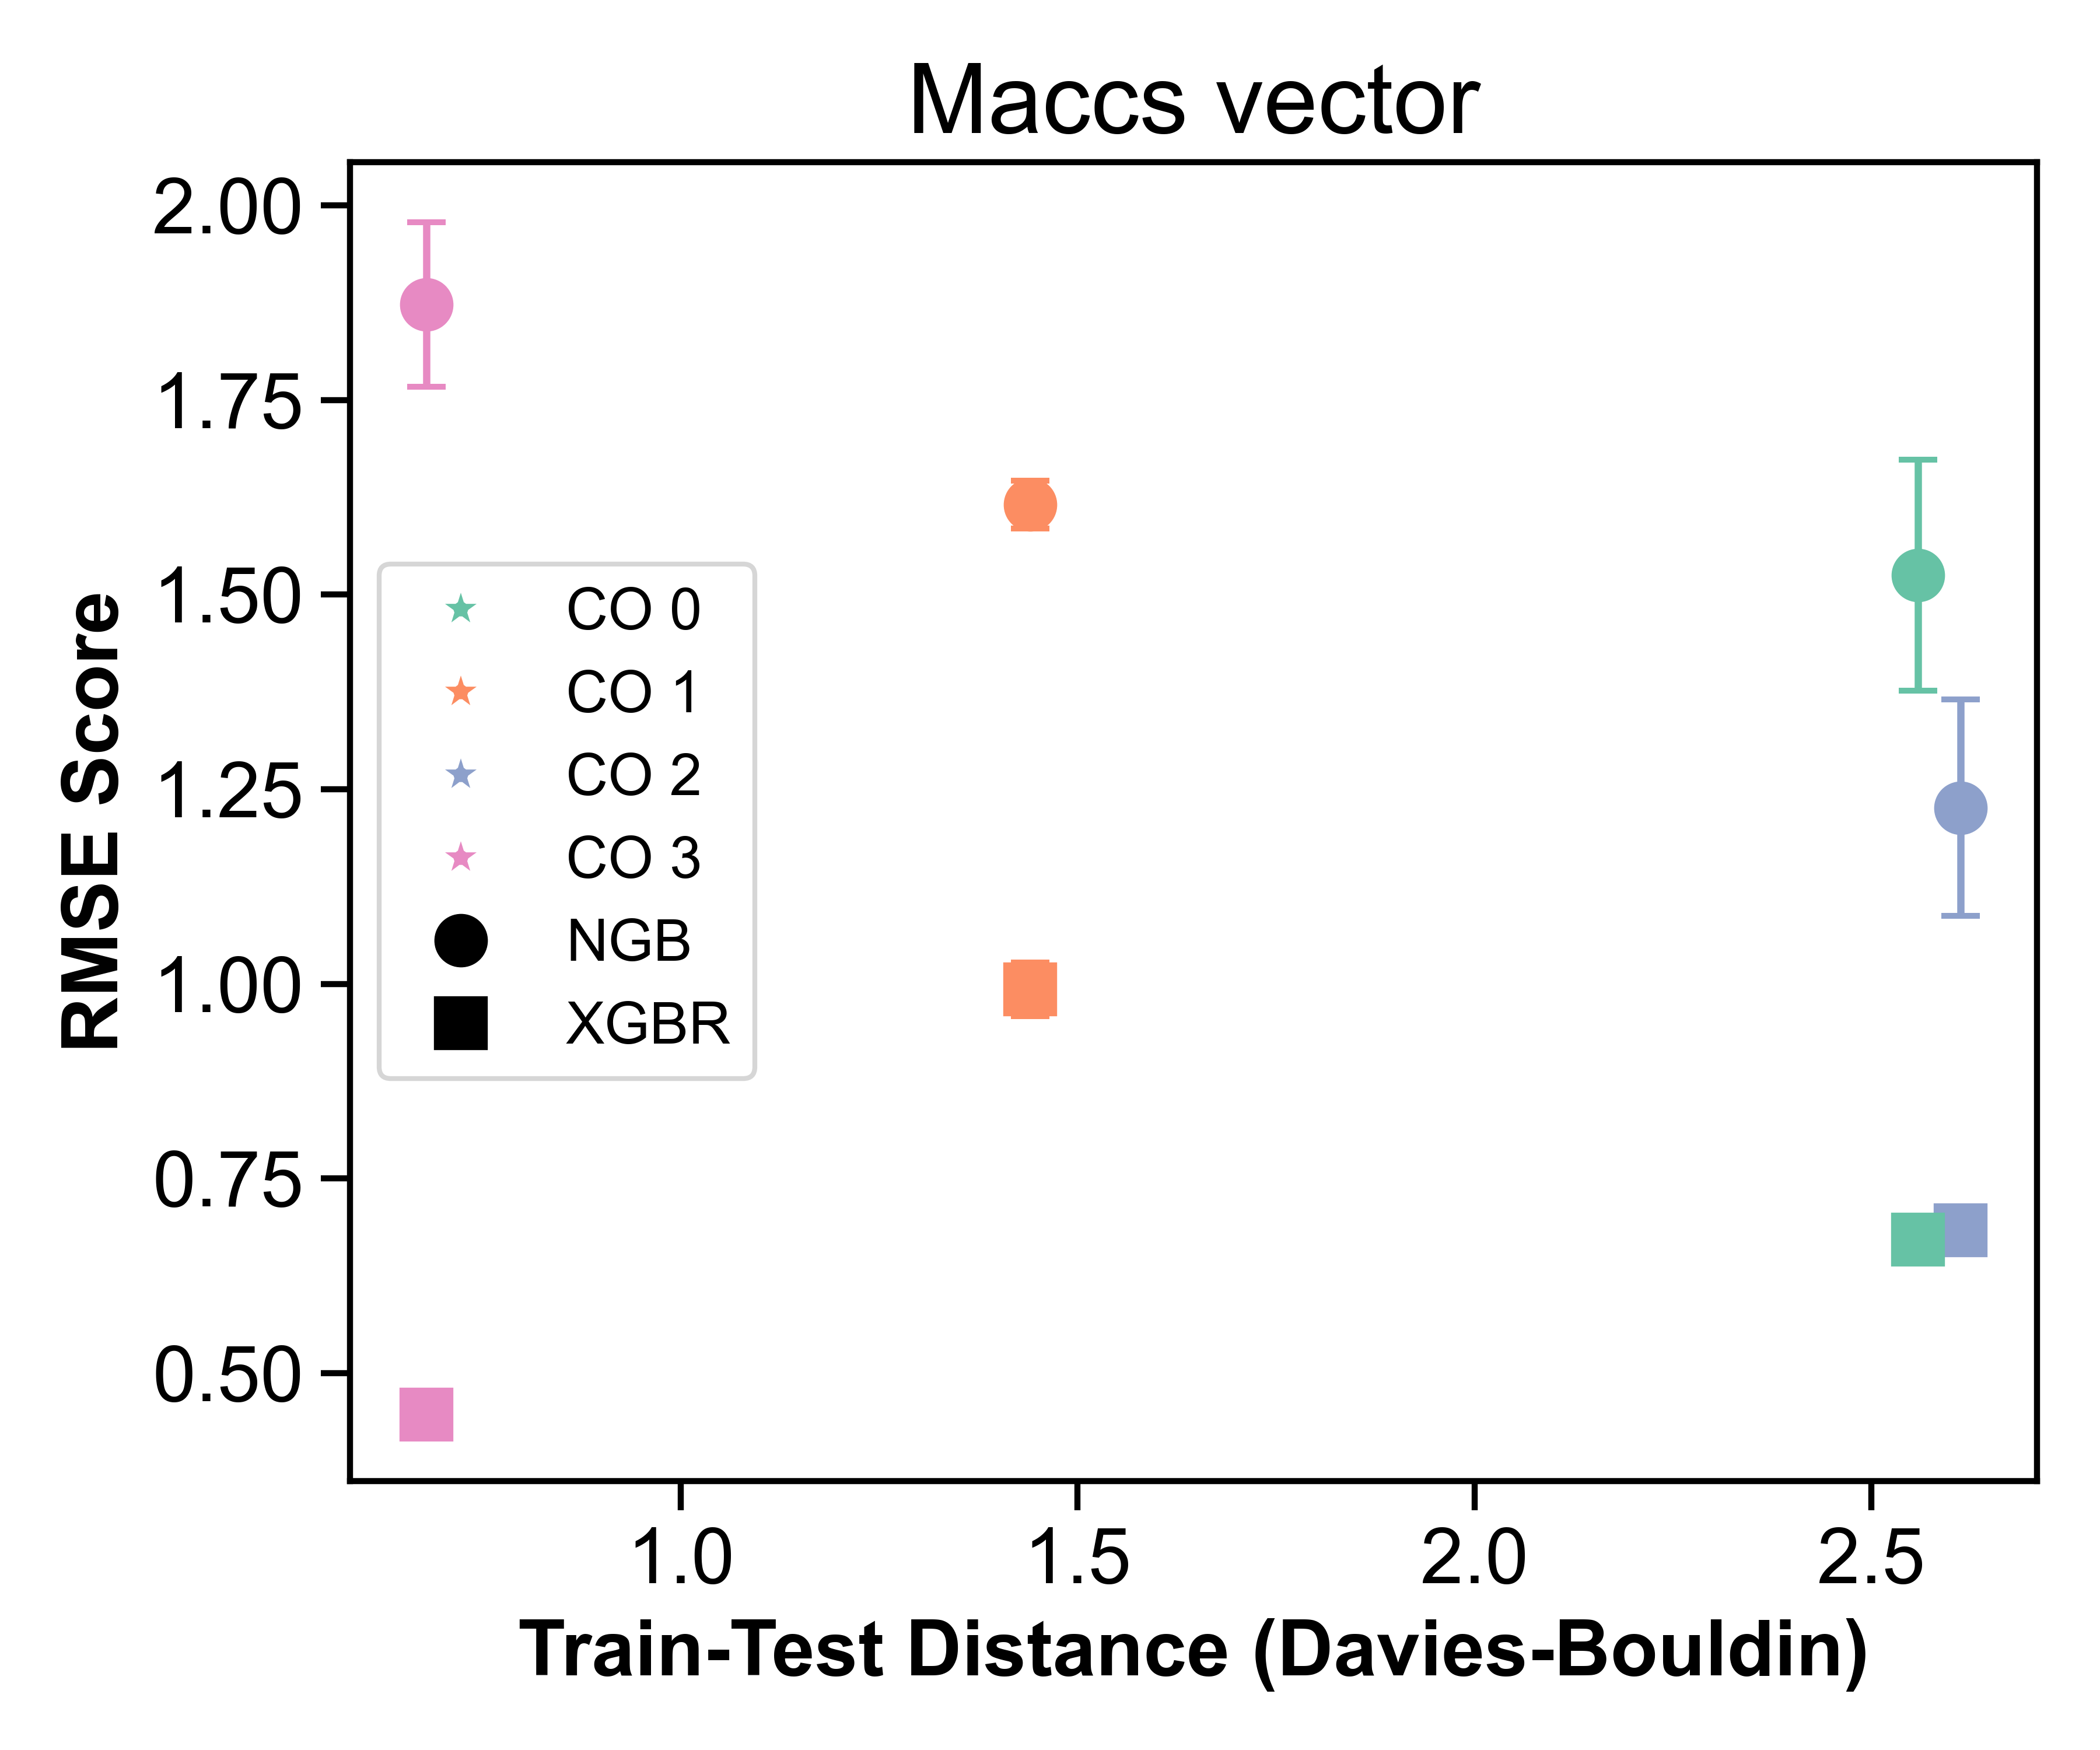 Maccs vector
RMSE Score
2.00
1.75
1.50
1.25
1.00
0.75
0.50
CO 0
CO 1
CO 2
CO 3
NGB
XGBR
1.0 1.5 2.0 2.5
Train-Test Distance (Davies-Bouldin)